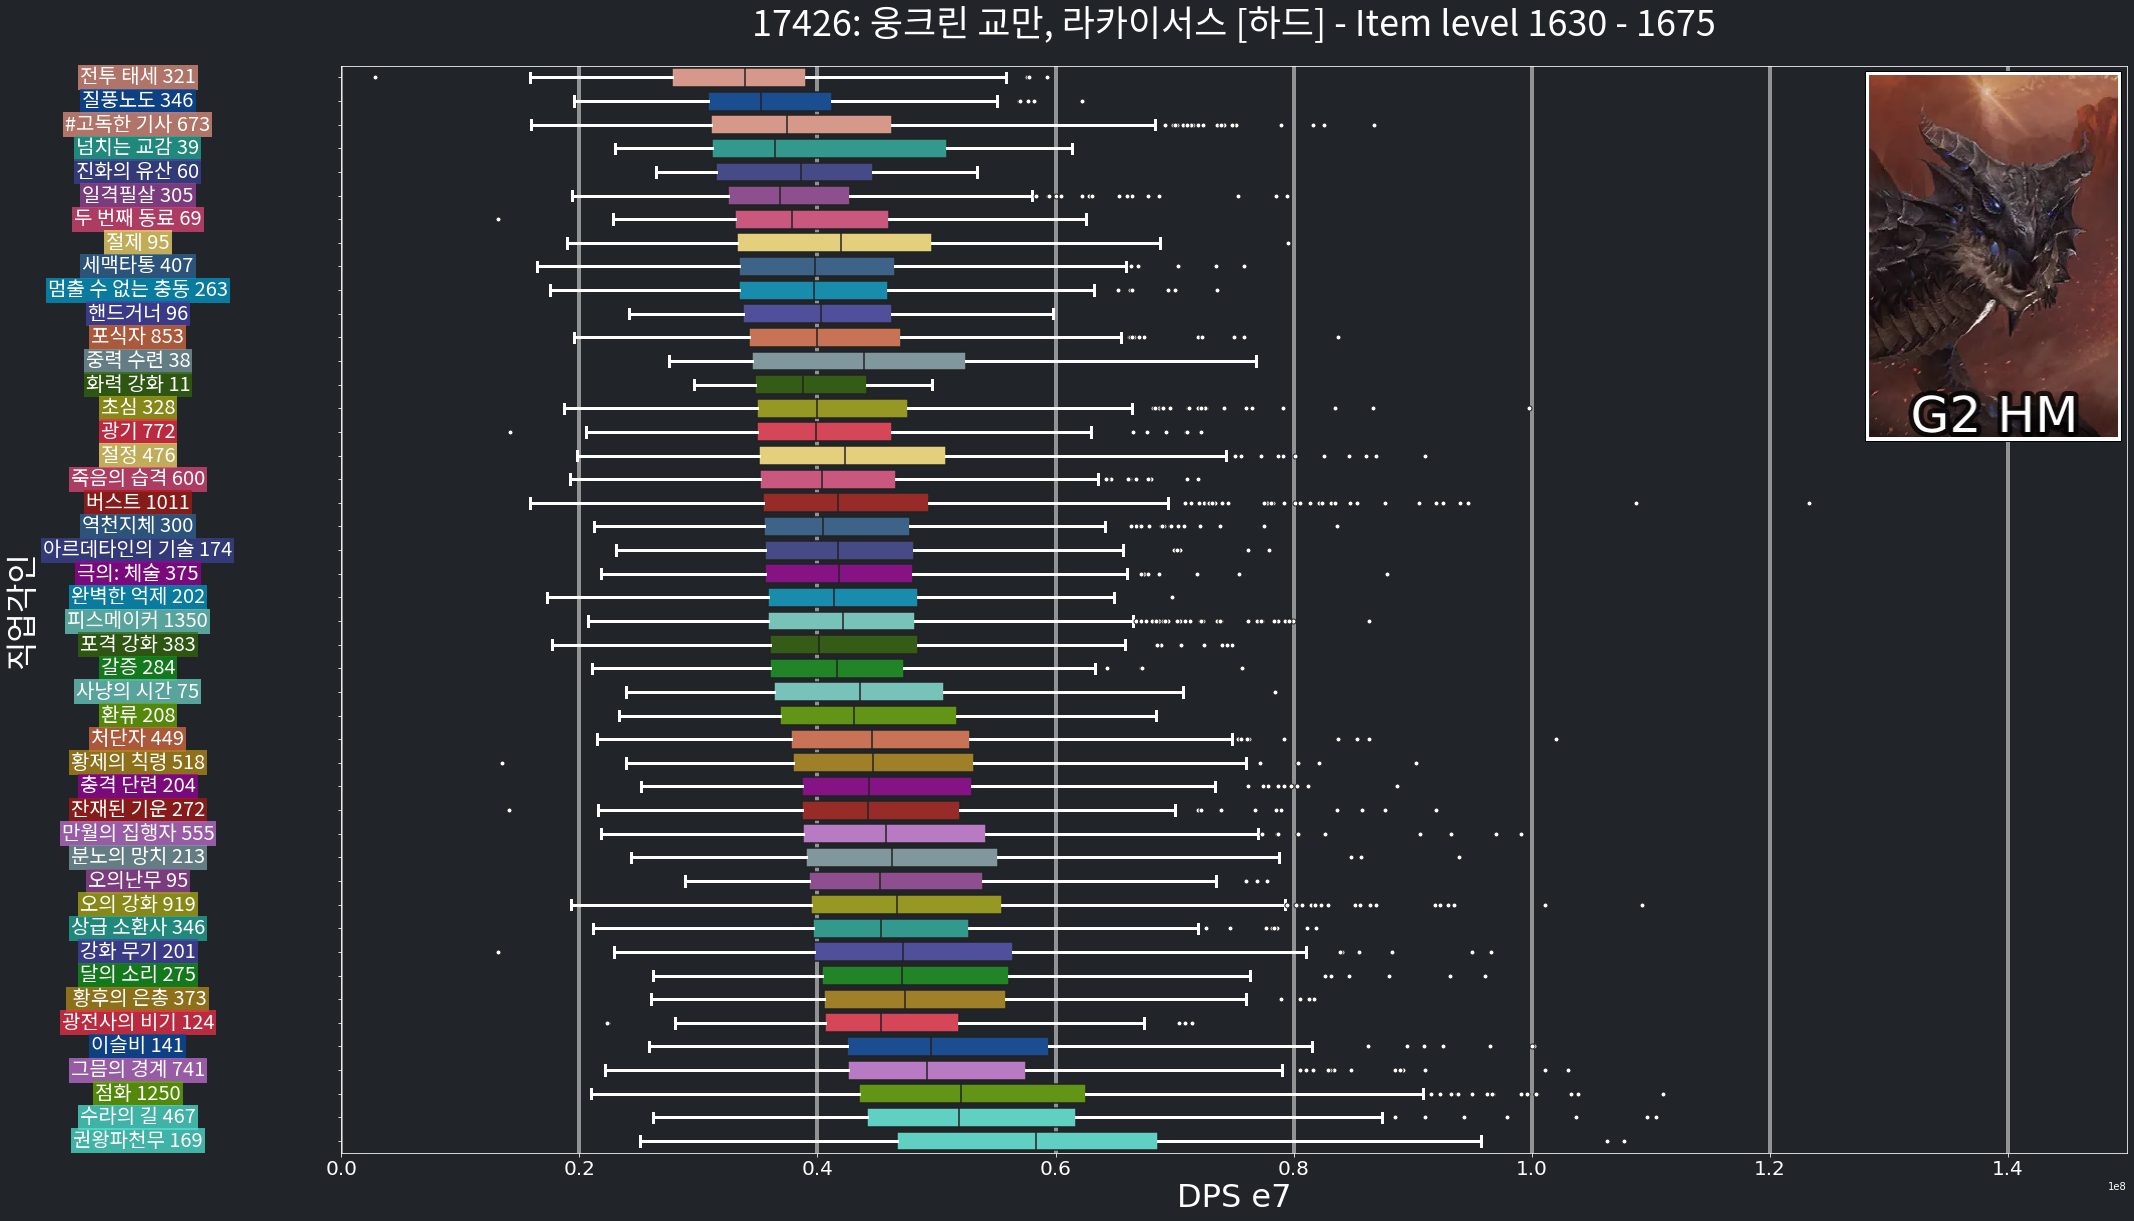 17426: 웅크린 교만, 라카이서스 [하드] - Item level 1630 - 1675
직업각인
전투 태세 321
질풍노도 346
#고독한 기사 673
넘치는 교감 39
진화의 유산 60
일격필살 305
두 번째 동료 69
절제 95
세맥타통 407
멈출 수 없는 충동 263
핸드거너 96
포식자 853
중력 수련 38
화력 강화 11
초심 328
광기 772
절정 476
죽음의 습격 600
버스트 1011
역천지체 300
아르데타인의 기술 174
극의: 체술 375
완벽한 억제 202
피스메이커 1350
포격 강화 383
갈증 284
사냥의 시간 75
환류 208
처단자 449
황제의 칙령 518
충격 단련 204
잔재된 기운 272
만월의 집행자 555
분노의 망치 213
오의난무 95
오의 강화 919
상급 소환사 346
강화 무기 201
달의 소리 275
황후의 은총 373
광전사의 비기 124
이슬비 141
그믐의 경계 741
점화 1250
수라의 길 467
권왕파천무 169
G2 HM
0.0 0.2 0.4 0.6 0.8 1.0 1.2 1.4
DPS e7
1e8